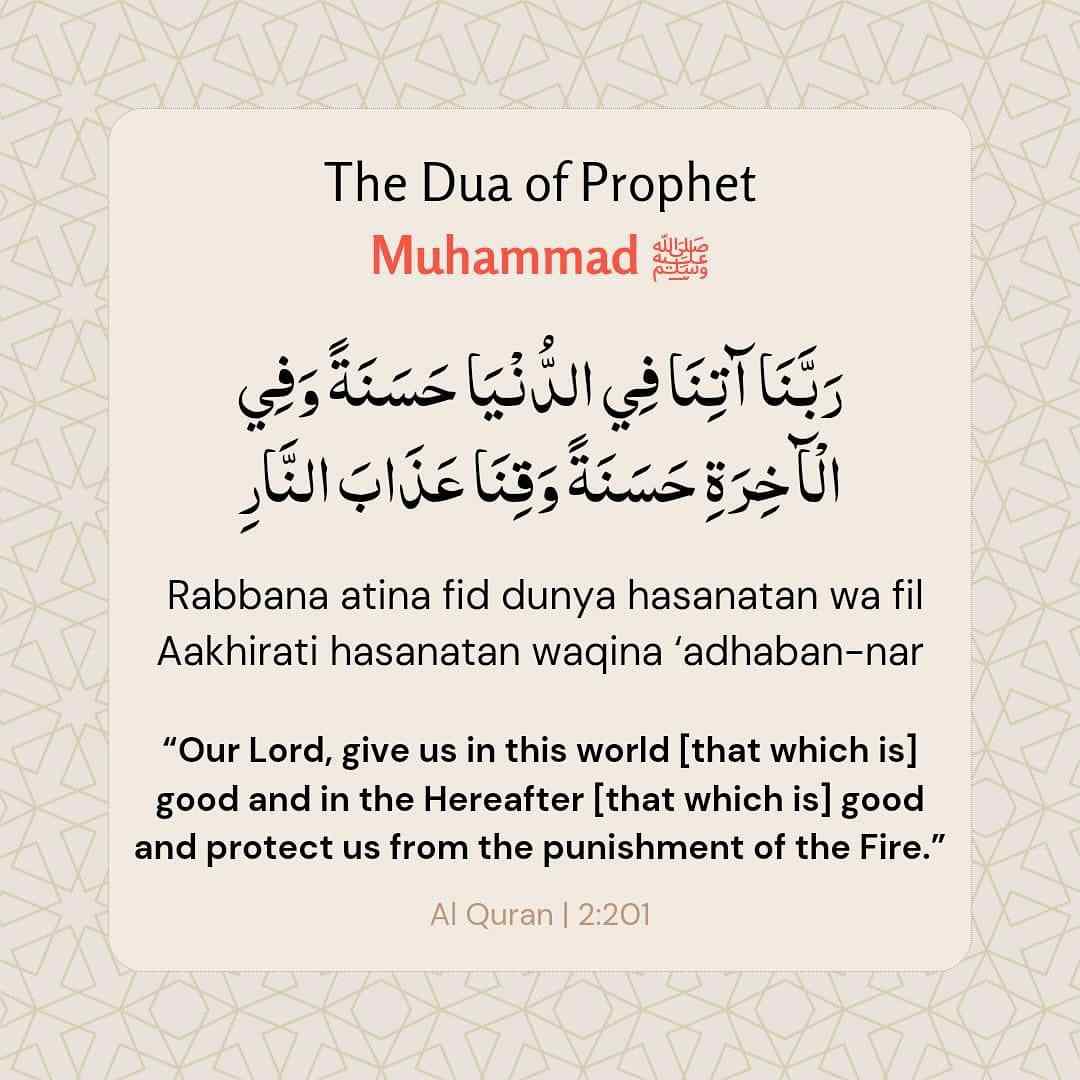 The Dua of Prophet
Muhammad ﷺ
رَبَّنَا آتِنَا فِي الدُّنْيَا حَسَنَةً وَفِي
الْآخِرَةِ حَسَنَةً وَقِنَا عَذَابَ النَّارِ
Rabbana atina fid dunya hasanatan wa fil
Aakhirati hasanatan waqina ‘adhaban-nar
“Our Lord, give us in this world [that which is]
good and in the Hereafter [that which is] good
and protect us from the punishment of the Fire.”
Al Quran | 2:201